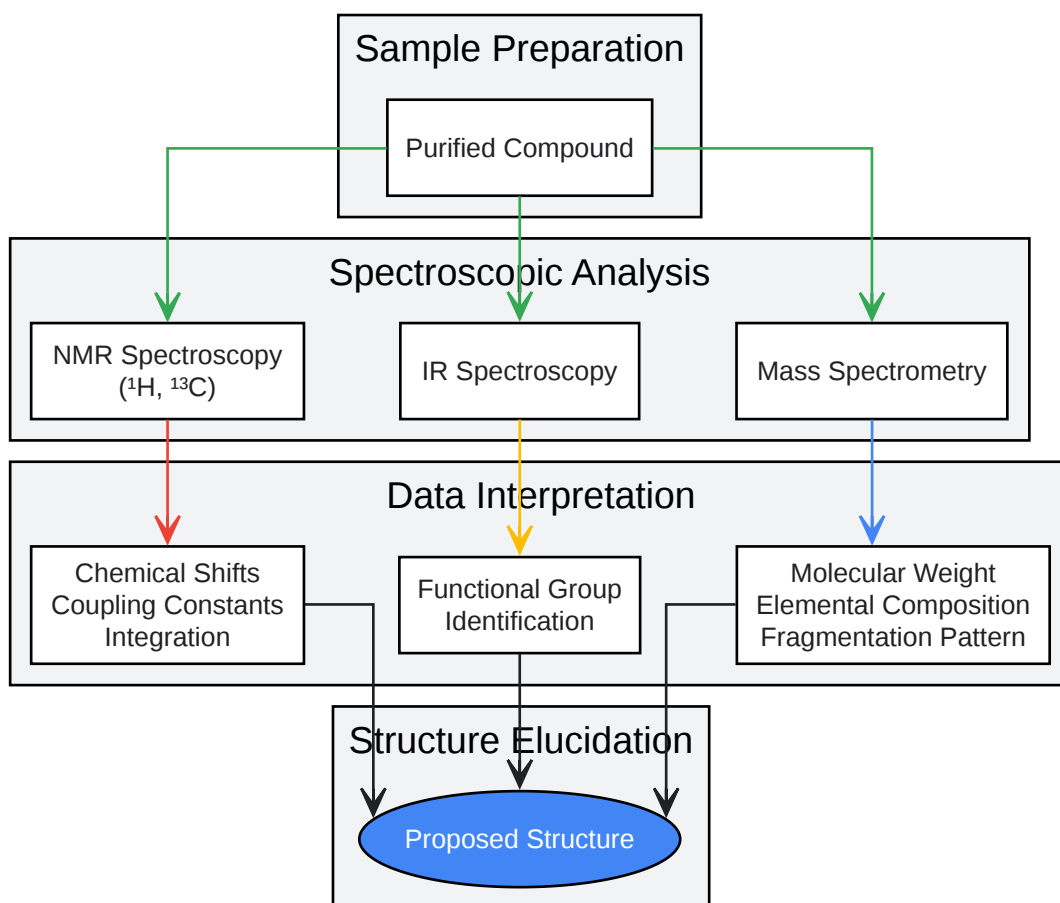 Sample Preparation
Purified Compound
Spectroscopic Analysis
NMR Spectroscopy
(¹H, ¹³C)
IR Spectroscopy
Mass Spectrometry
Data Interpretation
Chemical Shifts
Coupling Constants
Integration
Functional Group
Identification
Molecular Weight
Elemental Composition
Fragmentation Pattern
Structure Elucidation
Proposed Structure